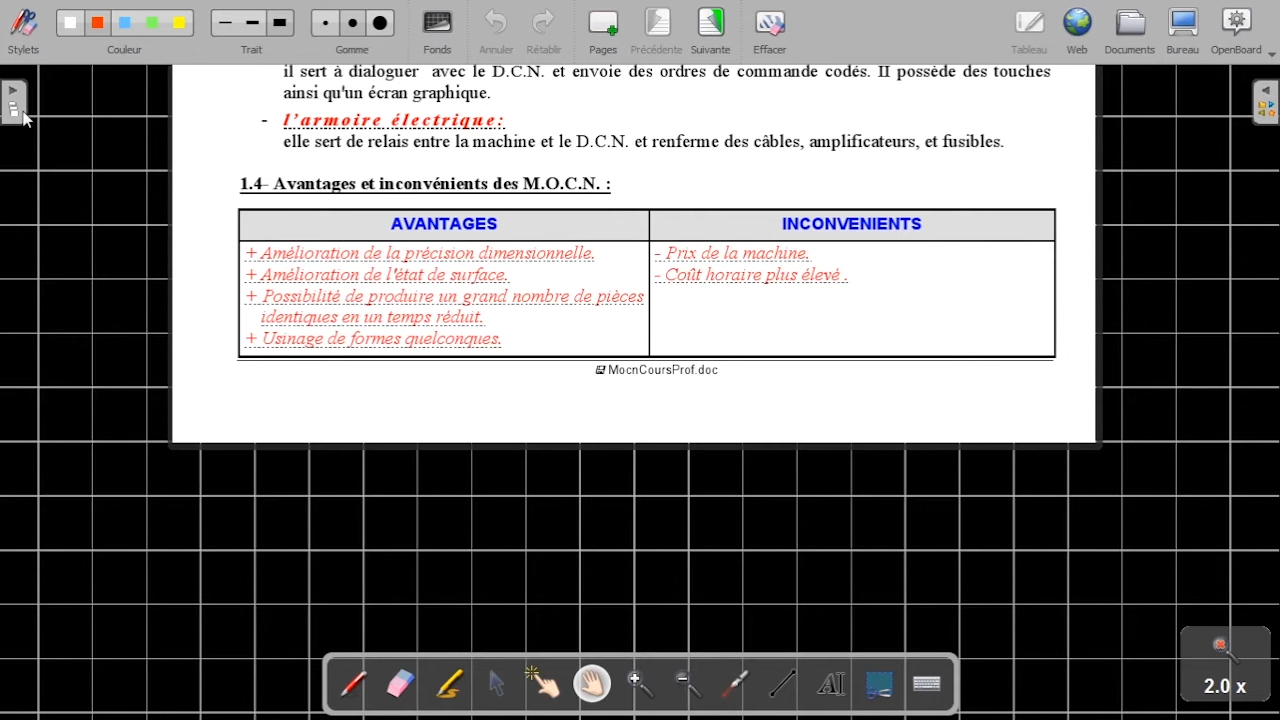 Stylets
Couleur
Trait
Gomme
Fonds
Annuler
Rétablir
Pages
Précédente
Suivante
Effacer
Tableau
Web
Documents
Bureau
OpenBoard
il sert à dialoguer avec le D.C.N. et envoie des ordres de commande codés. II possède des touches
ainsi qu'un écran graphique.
- l'armoire électrique:
elle sert de relais entre la machine et le D.C.N. et renferme des câbles, amplificateurs, et fusibles.
1.4- Avantages et inconvénients des M.O.C.N. :
AVANTAGES
INCONVENIENTS
+ Amélioration de la précision dimensionnelle.
+ Amélioration de l'état de surface.
+ Possibilité de produire un grand nombre de pièces
identiques en un temps réduit.
+ Usinage de formes quelconques.
- Prix de la machine.
- Coût horaire plus élevé .
MocnCoursProf.doc
AI
2.0 x